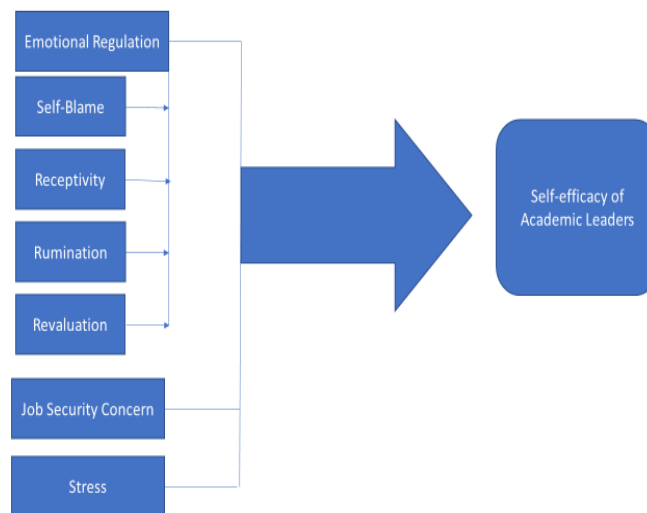 Emotional Regulation
Self-Blame
Receptivity
Rumination
Revaluation
Job Security Concern
Stress
Self-efficacy of
Academic Leaders